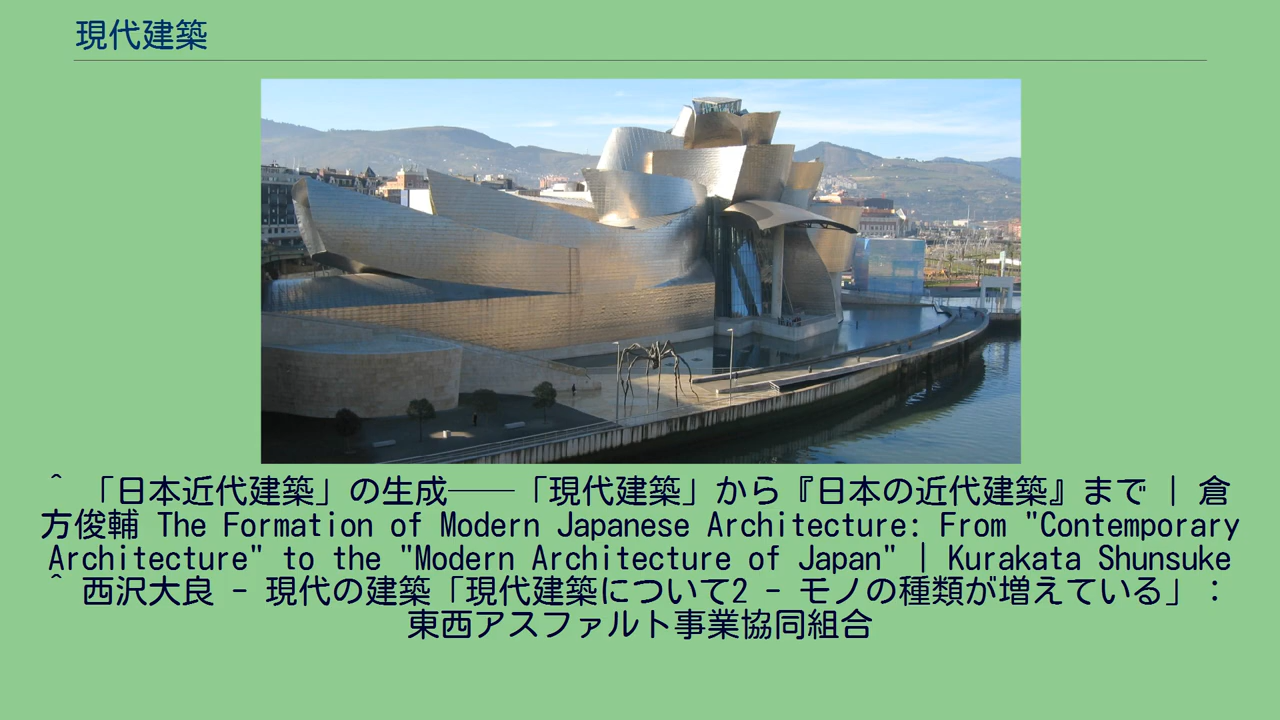 現代建築
^ 「日本近代建築」の生成――「現代建築」から『日本の近代建築』まで | 倉
方俊輔 The Formation of Modern Japanese Architecture: From "Contemporary
Architecture" to the "Modern Architecture of Japan" | Kurakata Shunsuke
^ 西沢大良 - 現代の建築「現代建築について2 - モノの種類が増えている」：
東西アスファルト事業協同組合